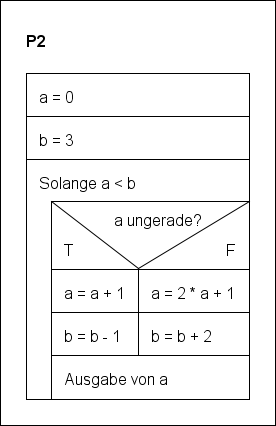 P2
a = 0
b = 3
Solange a < b
a ungerade?
T F
a = a + 1 a = 2 * a + 1
b = b - 1 b = b + 2
Ausgabe von a